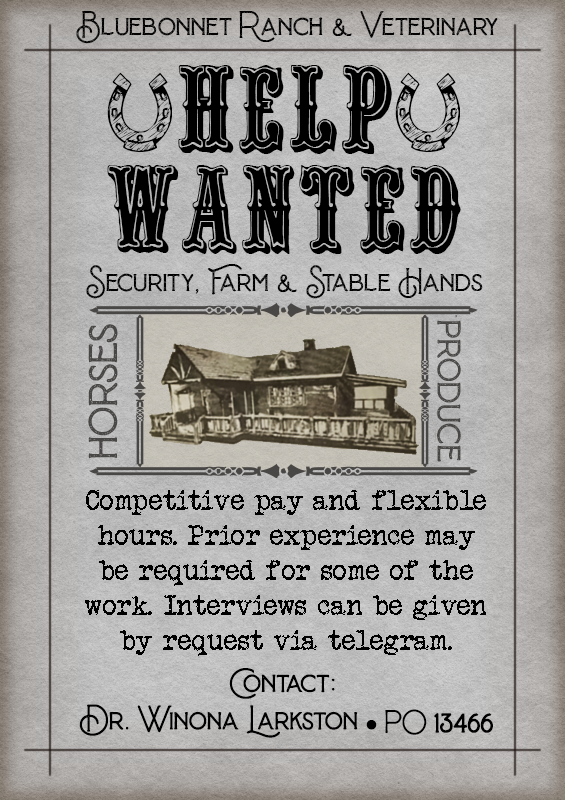 Bluebonnet Ranch & Veterinary
HELP
WANTED
Security, Farm & Stable Hands
HORSES
PRODUCE
Competitive pay and flexible
hours. Prior experience may
be required for some of the
work. Interviews can be given
by request via telegram.
Contact:
Dr. Winona Larkston • PO 13466